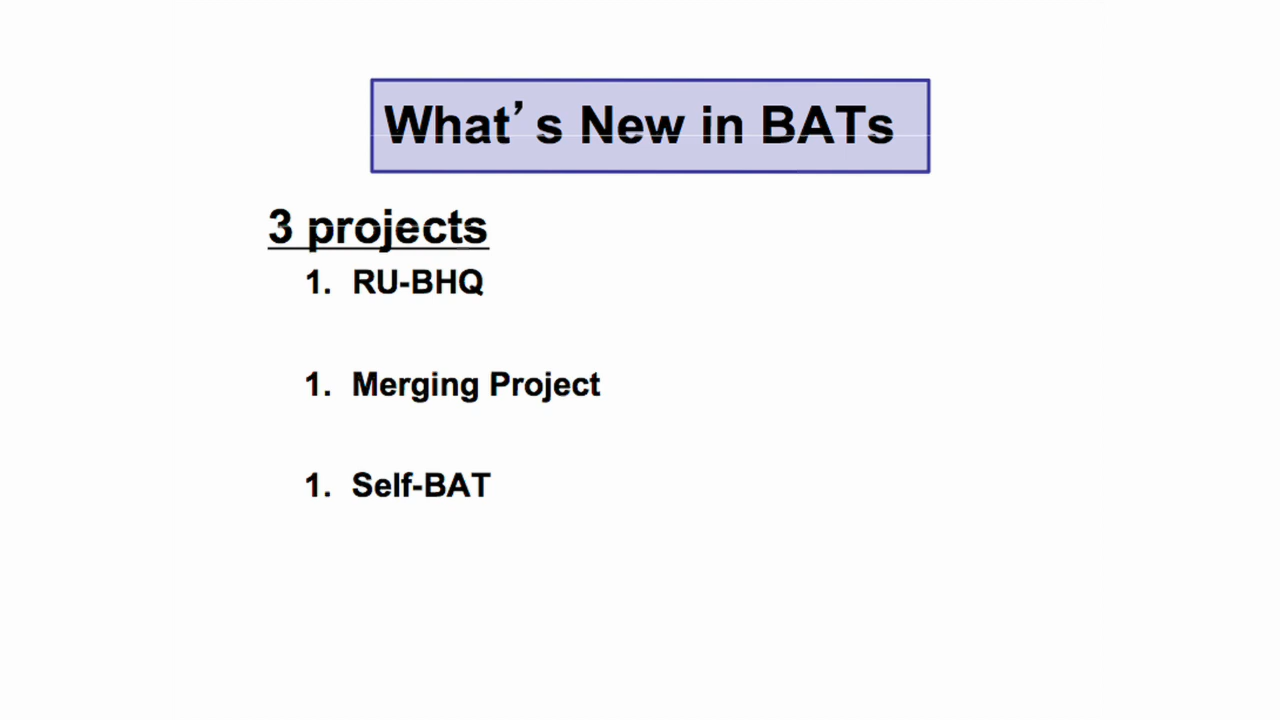 What’s New in BATs
3 projects
1. RU-BHQ
1. Merging Project
1. Self-BAT